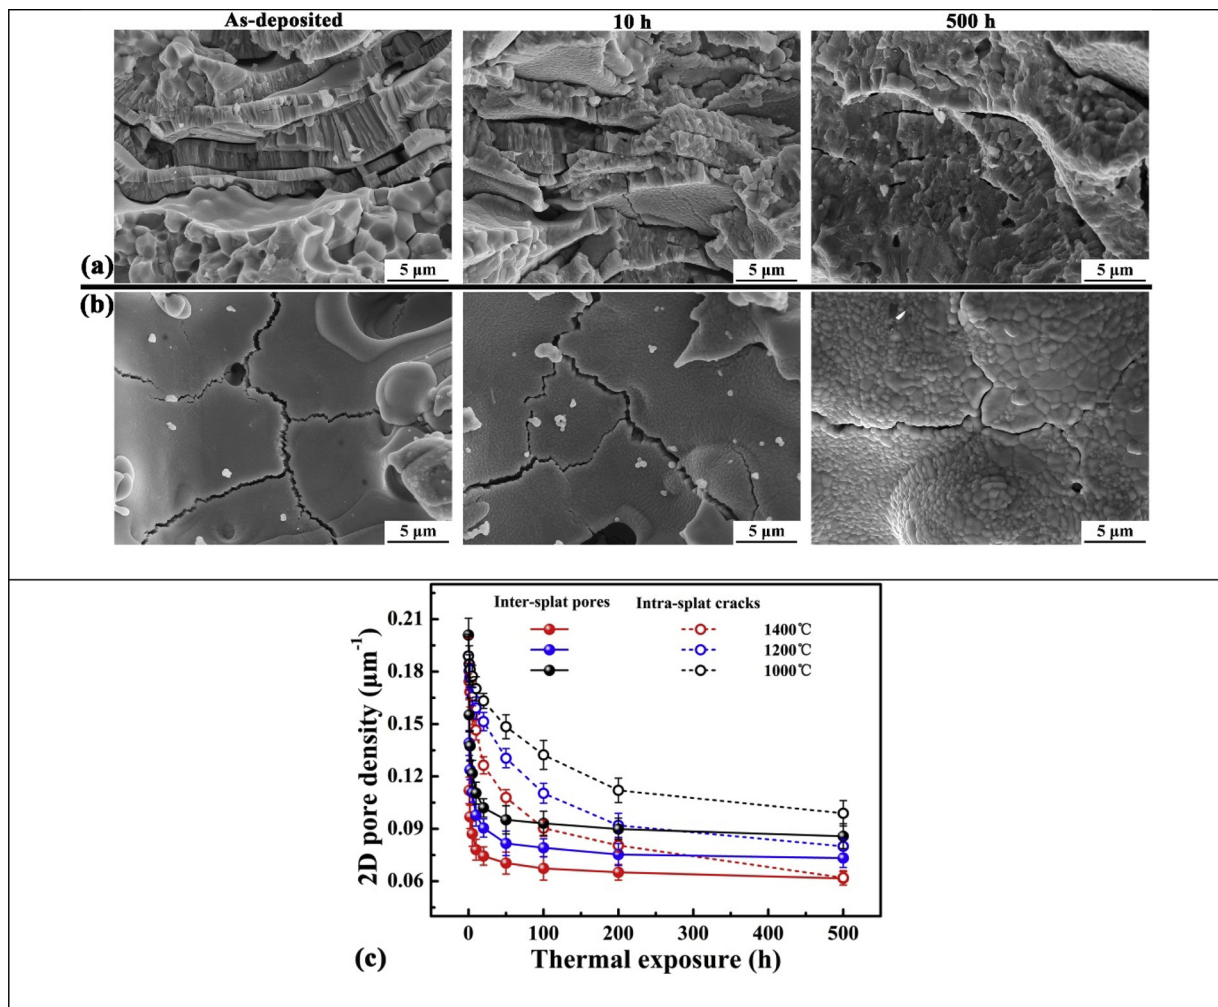 As-deposited 10 h 500 h
(a) 5 μm 5 μm 5 μm
(b)
5 μm 5 μm 5 μm
Inter-splat pores Intra-splat cracks
1400℃
1200℃
1000℃
2D pore density (μm⁻¹)
0.21
0.18
0.15
0.12
0.09
0.06
0 100 200 300 400 500
(c) Thermal exposure (h)